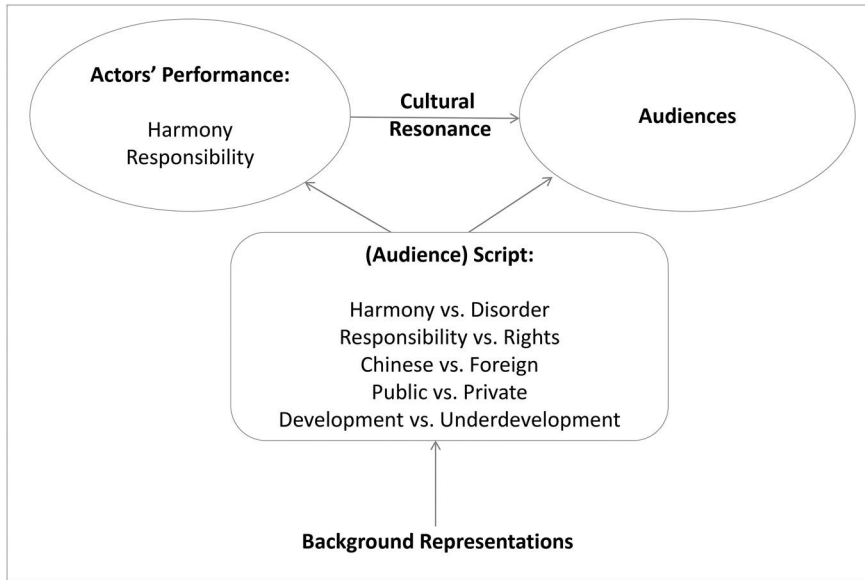 Actors’ Performance:
Harmony
Responsibility
Cultural
Resonance
Audiences
(Audience) Script:
Harmony vs. Disorder
Responsibility vs. Rights
Chinese vs. Foreign
Public vs. Private
Development vs. Underdevelopment
Background Representations